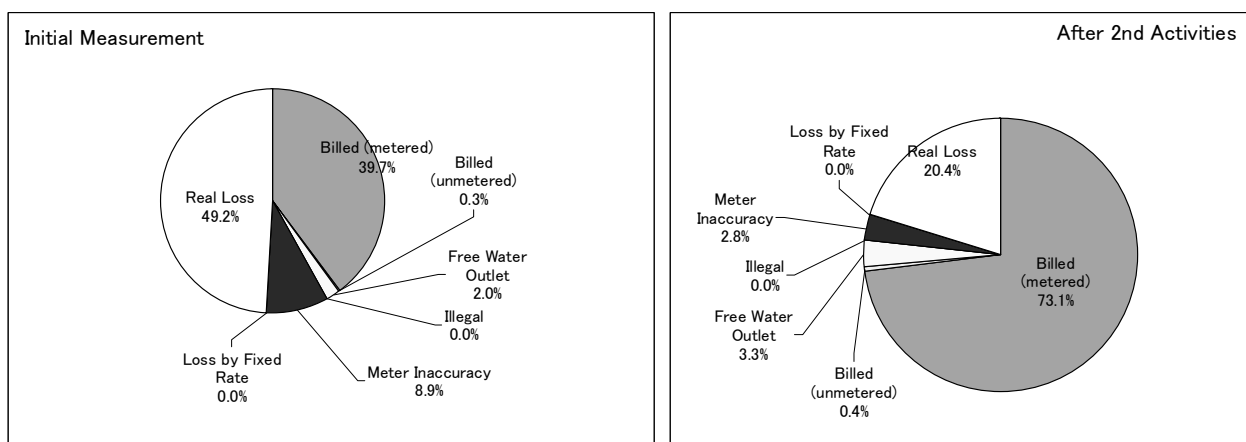 Initial Measurement
Billed (metered)
39.7%
Billed
(unmetered)
0.3%
Real Loss
49.2%
Free Water
Outlet
2.0%
Illegal
0.0%
Loss by Fixed
Rate
0.0%
Meter Inaccuracy
8.9%
After 2nd Activities
Loss by Fixed
Rate
0.0%
Real Loss
20.4%
Meter
Inaccuracy
2.8%
Illegal
0.0%
Billed
(metered)
73.1%
Free Water
Outlet
3.3%
Billed
(unmetered)
0.4%